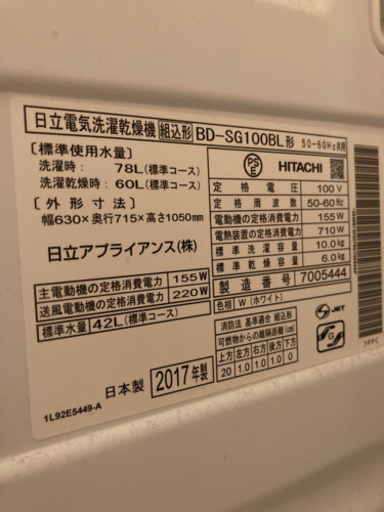 日立電気洗濯乾燥機 組込形 BD-SG100BL形 50-60Hz共用
[標準使用水量]
洗濯時: 78L(標準コース)
洗濯乾燥時: 60L(標準コース)
[外形寸法]
幅630×奥行715×高さ1050mm
日立アプライアンス(株)
主電動機の定格消費電力 155W
送風電動機の定格消費電力 220W
標準水量 42L(標準コース)
PSE HITACHI
定格電圧 100V
定格周波数 50-60Hz
電動機の定格消費電力 155W
電熱装置の定格消費電力 710W
標準洗濯容量 10.0kg
標準乾燥容量 6.0kg
製造番号 7005444
色相 W(ホワイト)
消防法 基準適合 組込形
可燃物からの離隔距離(cm)
上方 左方 右方 後方 下方
20 1.0 1.0 1.0 0
JET
日本製 2017年製
1L92E5449-A